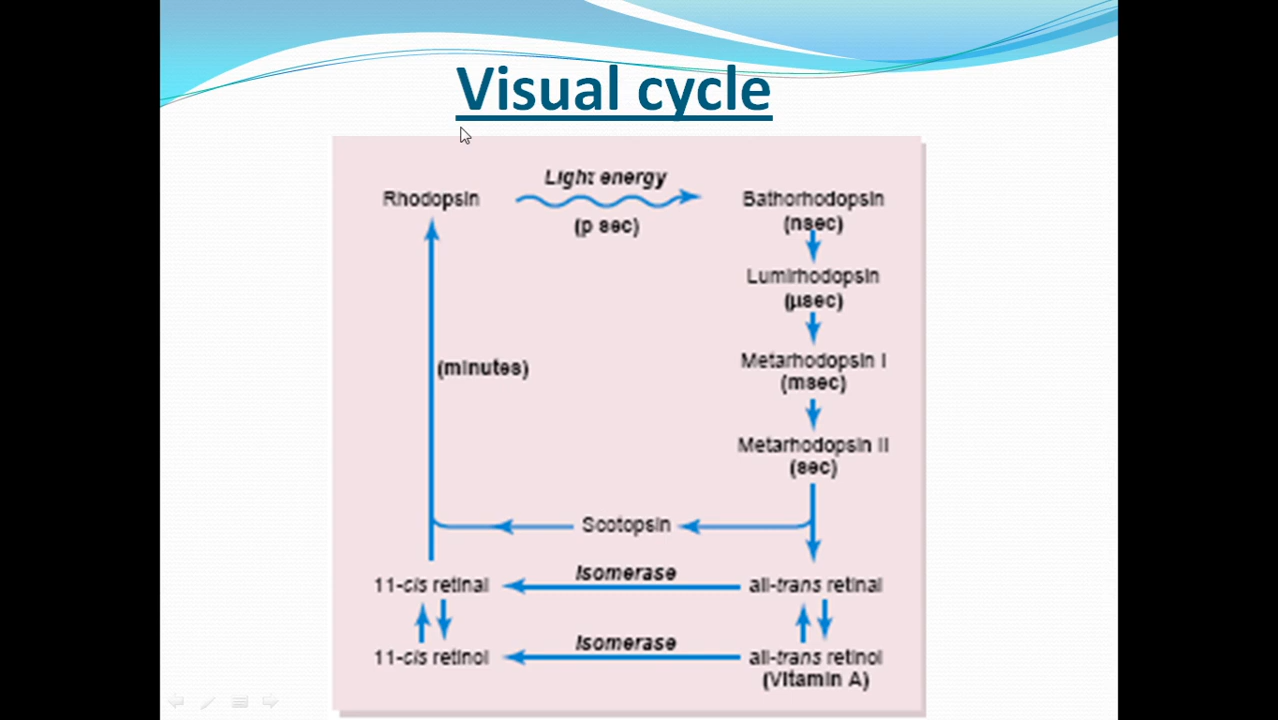 Visual cycle
Light energy
Rhodopsin
Bathorhodopsin
(p sec)
(nsec)
Lumirhodopsin
(μsec)
(minutes)
Metarhodopsin I
(msec)
Metarhodopsin II
(sec)
Scotopsin
Isomerase
11-cis retinal
all-trans retinal
Isomerase
11-cis retinol
all-trans retinol
(Vitamin A)